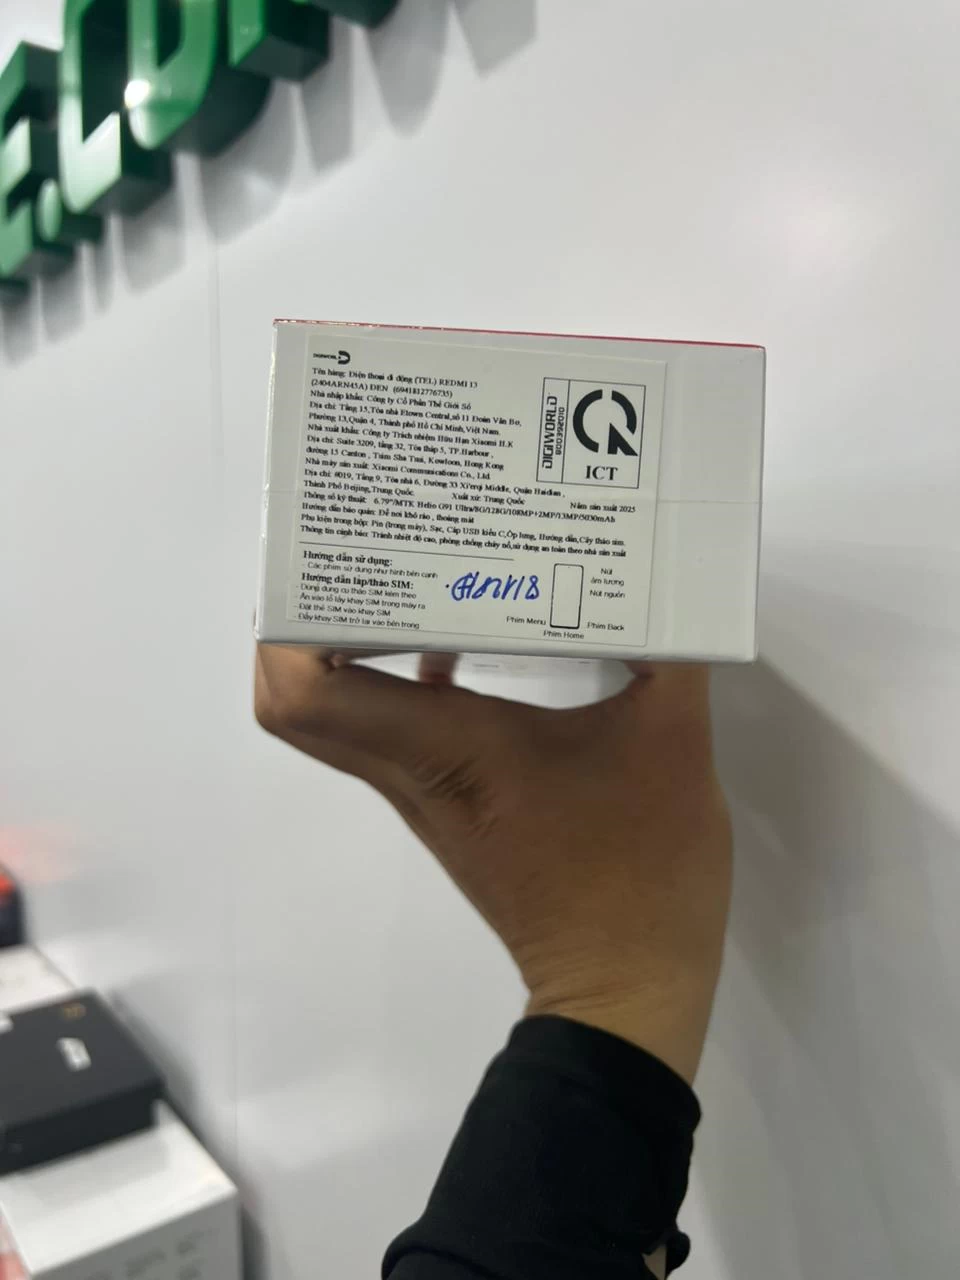 DIGIWORLD
Tên hàng: Điện thoại di động (TEL) REDMI 13
(2404ARN45A) ĐEN (6941812776735)
Nhà nhập khẩu: Công ty Cổ Phần Thế Giới Số
Địa chỉ: Tầng 15,Tòa nhà Etown Central,số 11 Đoàn Văn Bơ,
Phường 13,Quận 4, Thành phố Hồ Chí Minh,Việt Nam.
Nhà xuất khẩu: Công ty Trách nhiệm Hữu Hạn Xiaomi H.K
Địa chỉ: Suite 3209, tầng 32, Tòa tháp 5, TP.Harbour,
đường 15 Canton, Tsim Sha Tsui, Kowloon, Hong Kong
Nhà máy sản xuất: Xiaomi Communications Co., Ltd
Địa chỉ: #019, Tầng 9, Tòa nhà 6, Đường 33 Xi'erqi Middle, Quận Haidian,
Thành Phố Beijing,Trung Quốc. Xuất xứ: Trung Quốc Năm sản xuất 2025
Thông số kỹ thuật: 6.79"/MTK Helio G91 Ultra/8G/128G/108MP+2MP/13MP/5030mAh
Hướng dẫn bảo quản: Để nơi khô ráo, thoáng mát
Phụ kiện trong hộp: Pin (trong máy), Sạc, Cáp USB kiểu C,Ốp lưng, Hướng dẫn,Cây tháo sim.
Thông tin cảnh báo: Tránh nhiệt độ cao, phòng chống cháy nổ,sử dụng an toàn theo nhà sản xuất
DIGIWORLD
ICT
Hướng dẫn sử dụng:
- Các phím sử dụng như hình bên cạnh
Hướng dẫn lắp/tháo SIM:
- Dùng dụng cụ tháo SIM kèm theo
- Ấn vào lỗ lấy khay SIM trong máy ra
- Đặt thẻ SIM vào khay SIM
- Đẩy khay SIM trở lại vào bên trong
Nút
âm lượng
Nút nguồn
Phím Menu
Phím Back
Phím Home